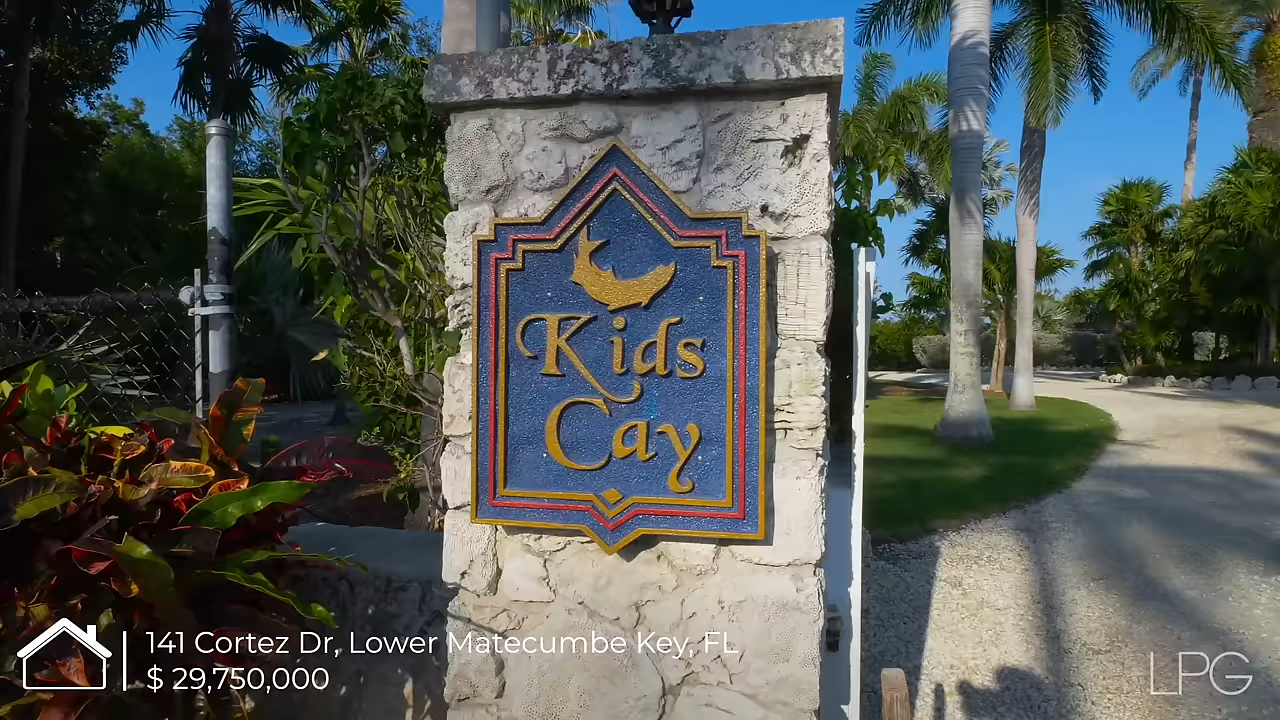 Kids
Cay
141 Cortez Dr, Lower Matecumbe Key, FL
$ 29,750,000
LPG